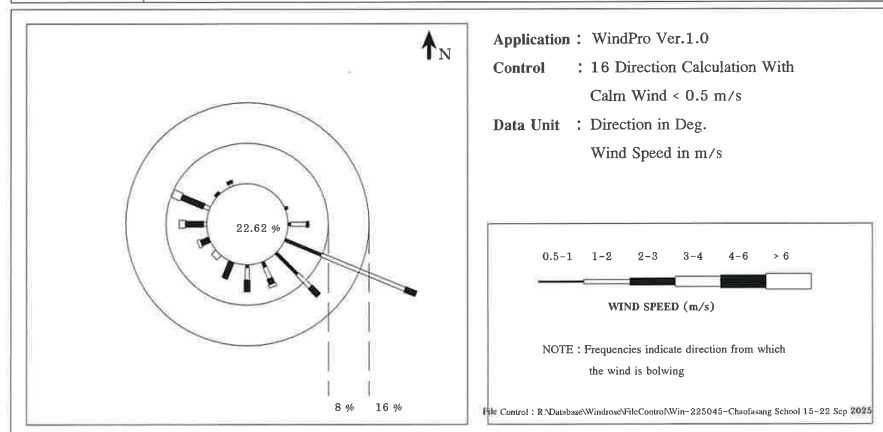 N
Application : WindPro Ver.1.0
Control : 16 Direction Calculation With
Calm Wind < 0.5 m/s
Data Unit : Direction in Deg.
Wind Speed in m/s
22.62 %
8 % 16 %
0.5-1 1-2 2-3 3-4 4-6 > 6
WIND SPEED (m/s)
NOTE : Frequencies indicate direction from which
the wind is bolwing
File Control : R:\Database\Windrose\FileControl\Win-225045-Chaofasang School 15-22 Sep 2025